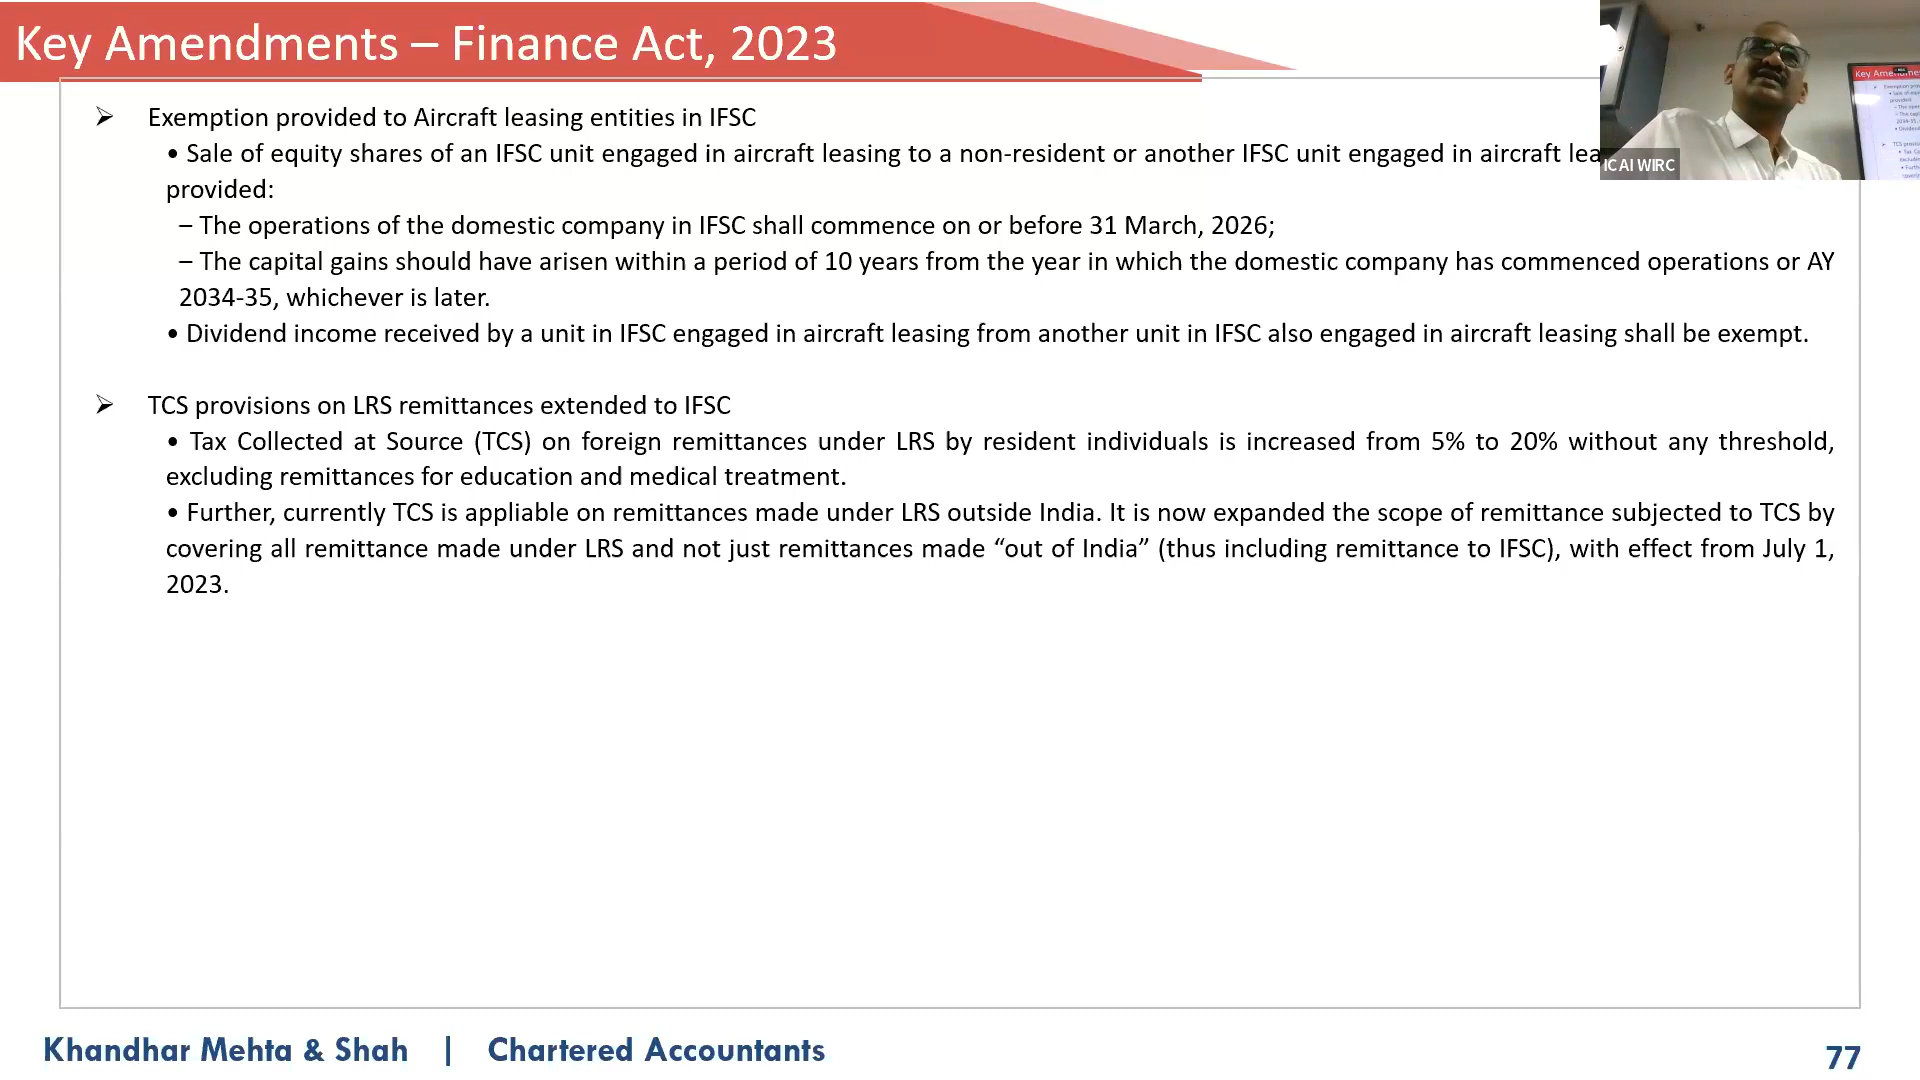 Key Amendments – Finance Act, 2023
➢ Exemption provided to Aircraft leasing entities in IFSC
• Sale of equity shares of an IFSC unit engaged in aircraft leasing to a non-resident or another IFSC unit engaged in aircraft
provided:
– The operations of the domestic company in IFSC shall commence on or before 31 March, 2026;
– The capital gains should have arisen within a period of 10 years from the year in which the domestic company has commenced operations or AY
2034-35, whichever is later.
• Dividend income received by a unit in IFSC engaged in aircraft leasing from another unit in IFSC also engaged in aircraft leasing shall be exempt.
➢ TCS provisions on LRS remittances extended to IFSC
• Tax Collected at Source (TCS) on foreign remittances under LRS by resident individuals is increased from 5% to 20% without any threshold,
excluding remittances for education and medical treatment.
• Further, currently TCS is appliable on remittances made under LRS outside India. It is now expanded the scope of remittance subjected to TCS by
covering all remittance made under LRS and not just remittances made “out of India” (thus including remittance to IFSC), with effect from July 1,
2023.
ICAI WIRC
Khandhar Mehta & Shah | Chartered Accountants
77